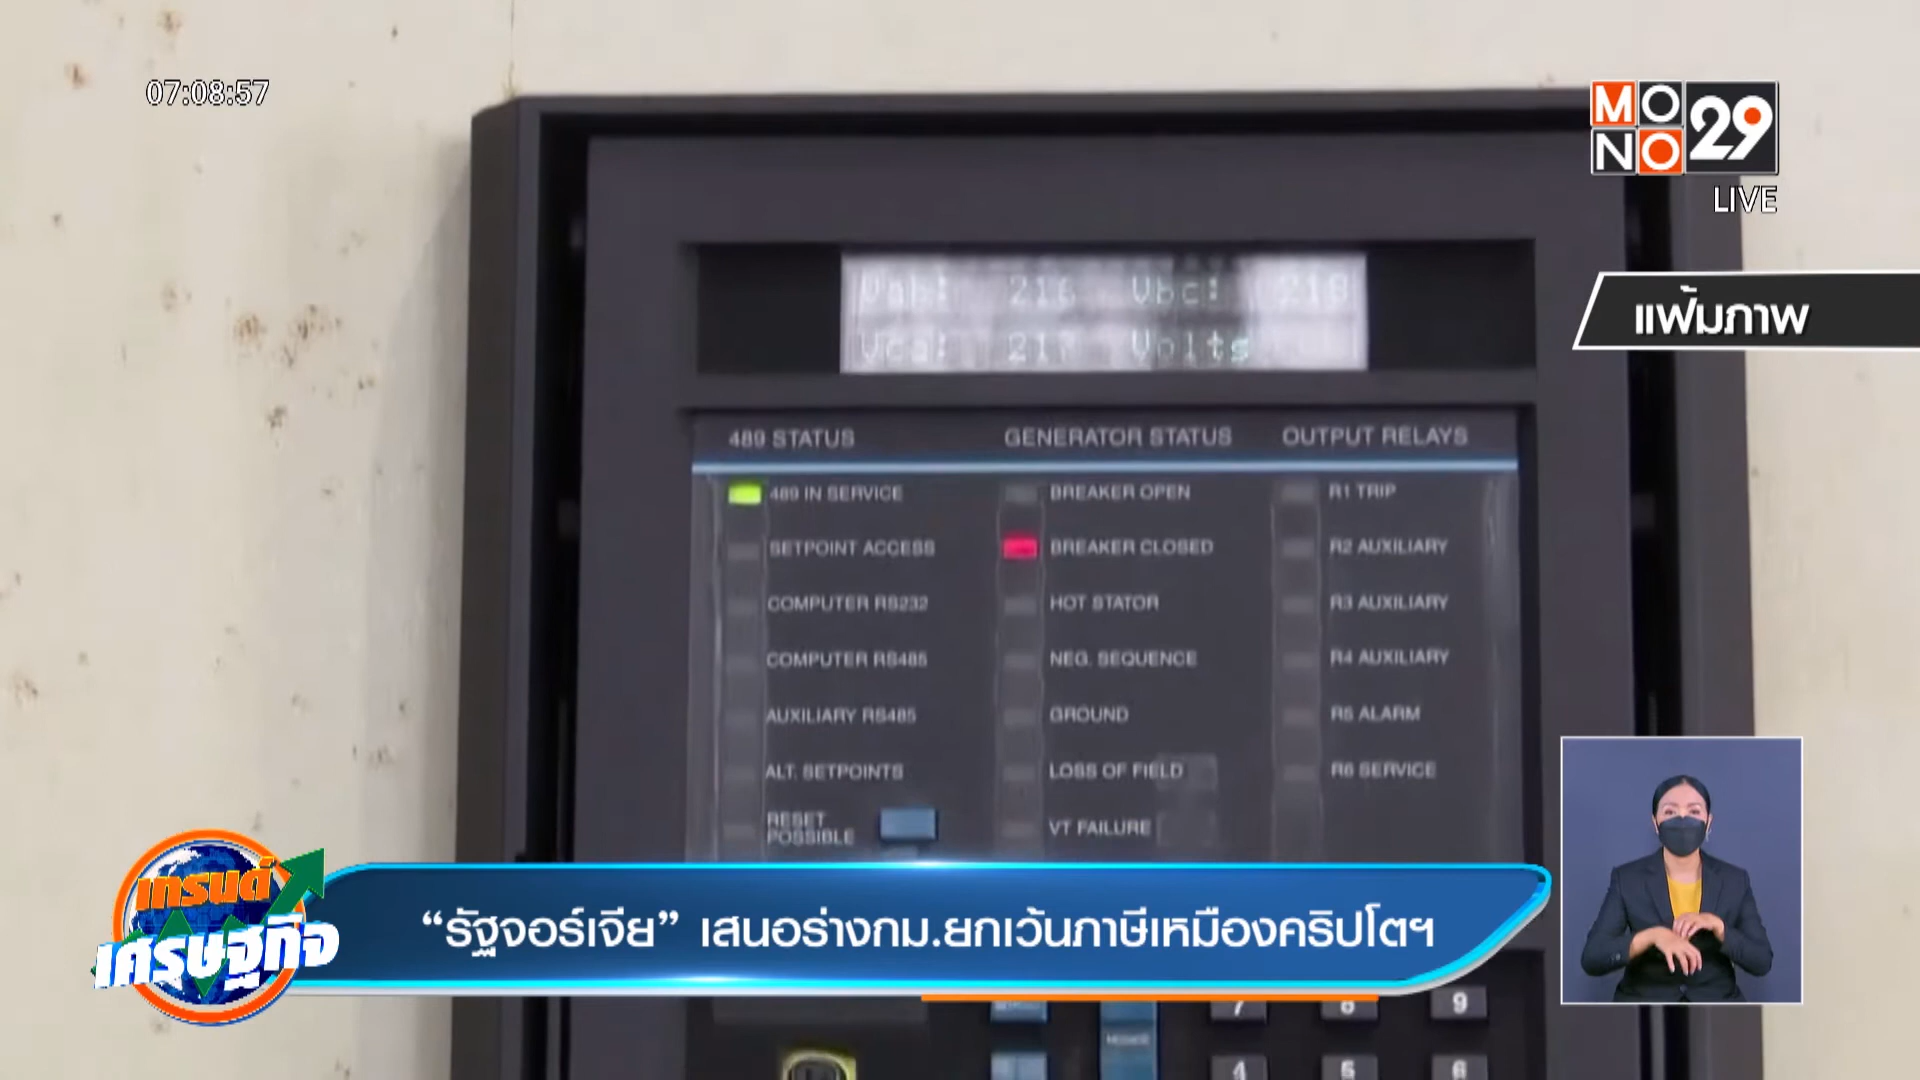 07:08:57
MONO 29
LIVE
แฟ้มภาพ
Vab: 216 Vbc: 218
Vca: 217 Volts
489 STATUS
GENERATOR STATUS
OUTPUT RELAYS
489 IN SERVICE
BREAKER OPEN
R1 TRIP
SETPOINT ACCESS
BREAKER CLOSED
R2 AUXILIARY
COMPUTER RS232
HOT STATOR
R3 AUXILIARY
COMPUTER RS485
NEG. SEQUENCE
R4 AUXILIARY
AUXILIARY RS485
GROUND
R5 ALARM
ALT. SETPOINTS
LOSS OF FIELD
R6 SERVICE
RESET
POSSIBLE
VT FAILURE
เทรนด์
เศรษฐกิจ
“รัฐจอร์เจีย” เสนอร่างกม.ยกเว้นภาษีเหมืองคริปโตฯ
7 8 9
4 5 6